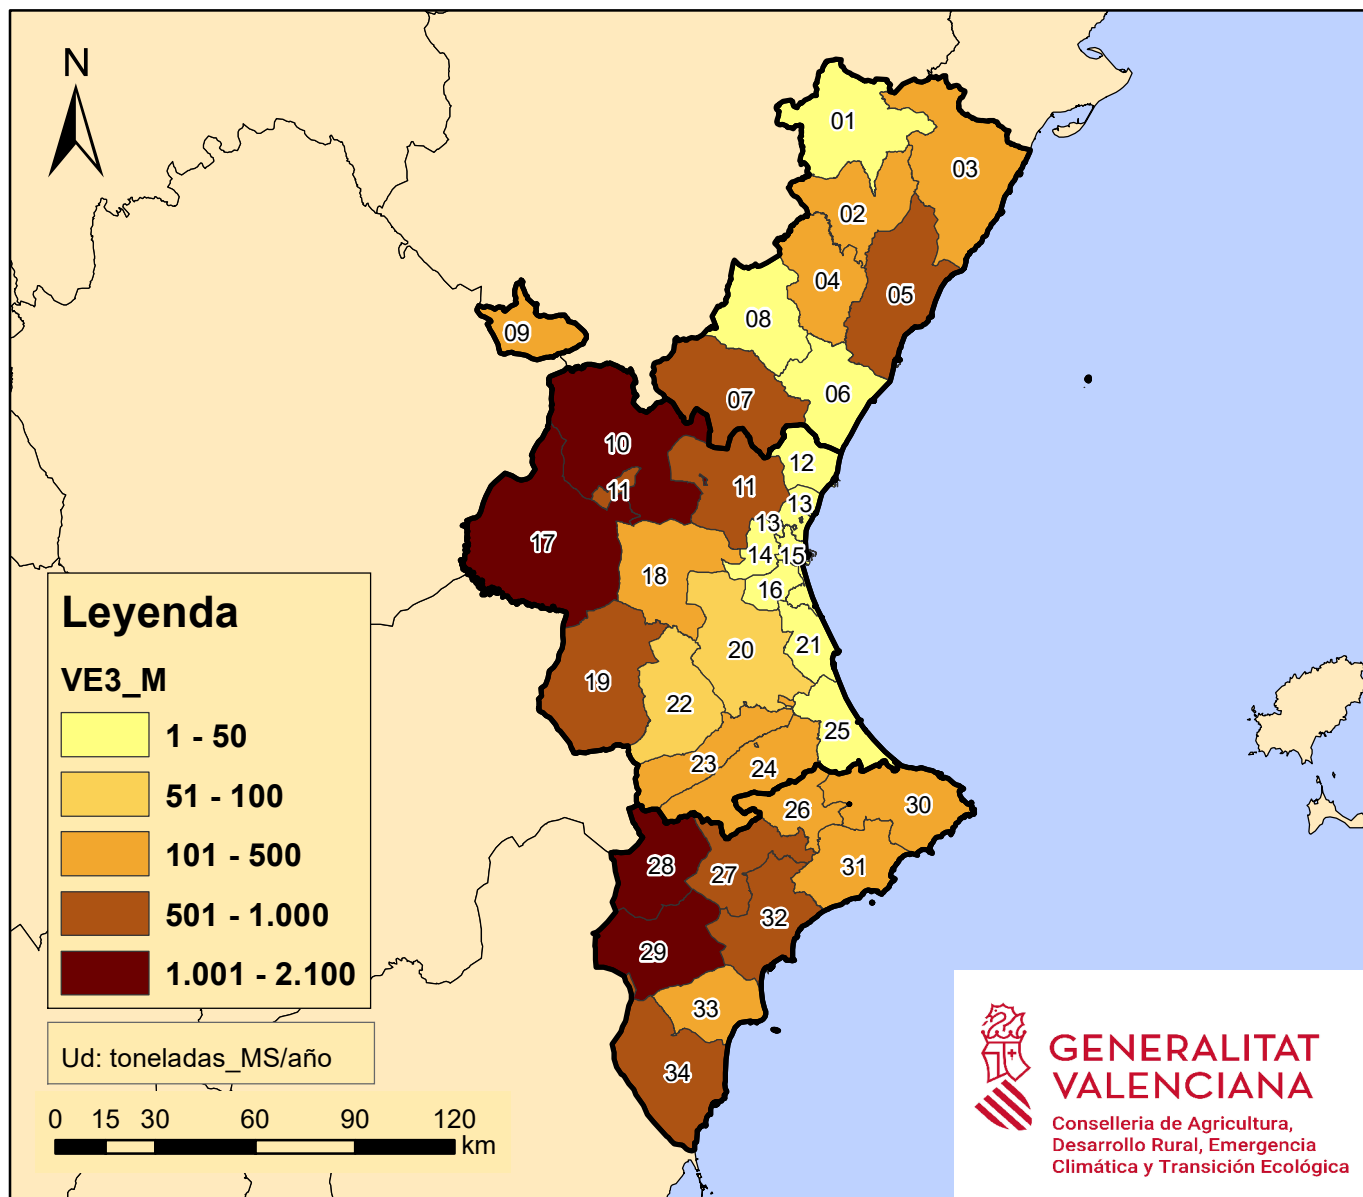 N
01
03
02
04
05
08
09
07
06
10
12
11
11
13
13
17
14
15
18
16
20
21
19
22
25
23
24
26
30
28
27
31
32
29
33
34
Leyenda
VE3_M
1 - 50
51 - 100
101 - 500
501 - 1.000
1.001 - 2.100
Ud: toneladas_MS/año
0 15 30 60 90 120
km
GENERALITAT
VALENCIANA
Conselleria de Agricultura,
Desarrollo Rural, Emergencia
Climática y Transición Ecológica